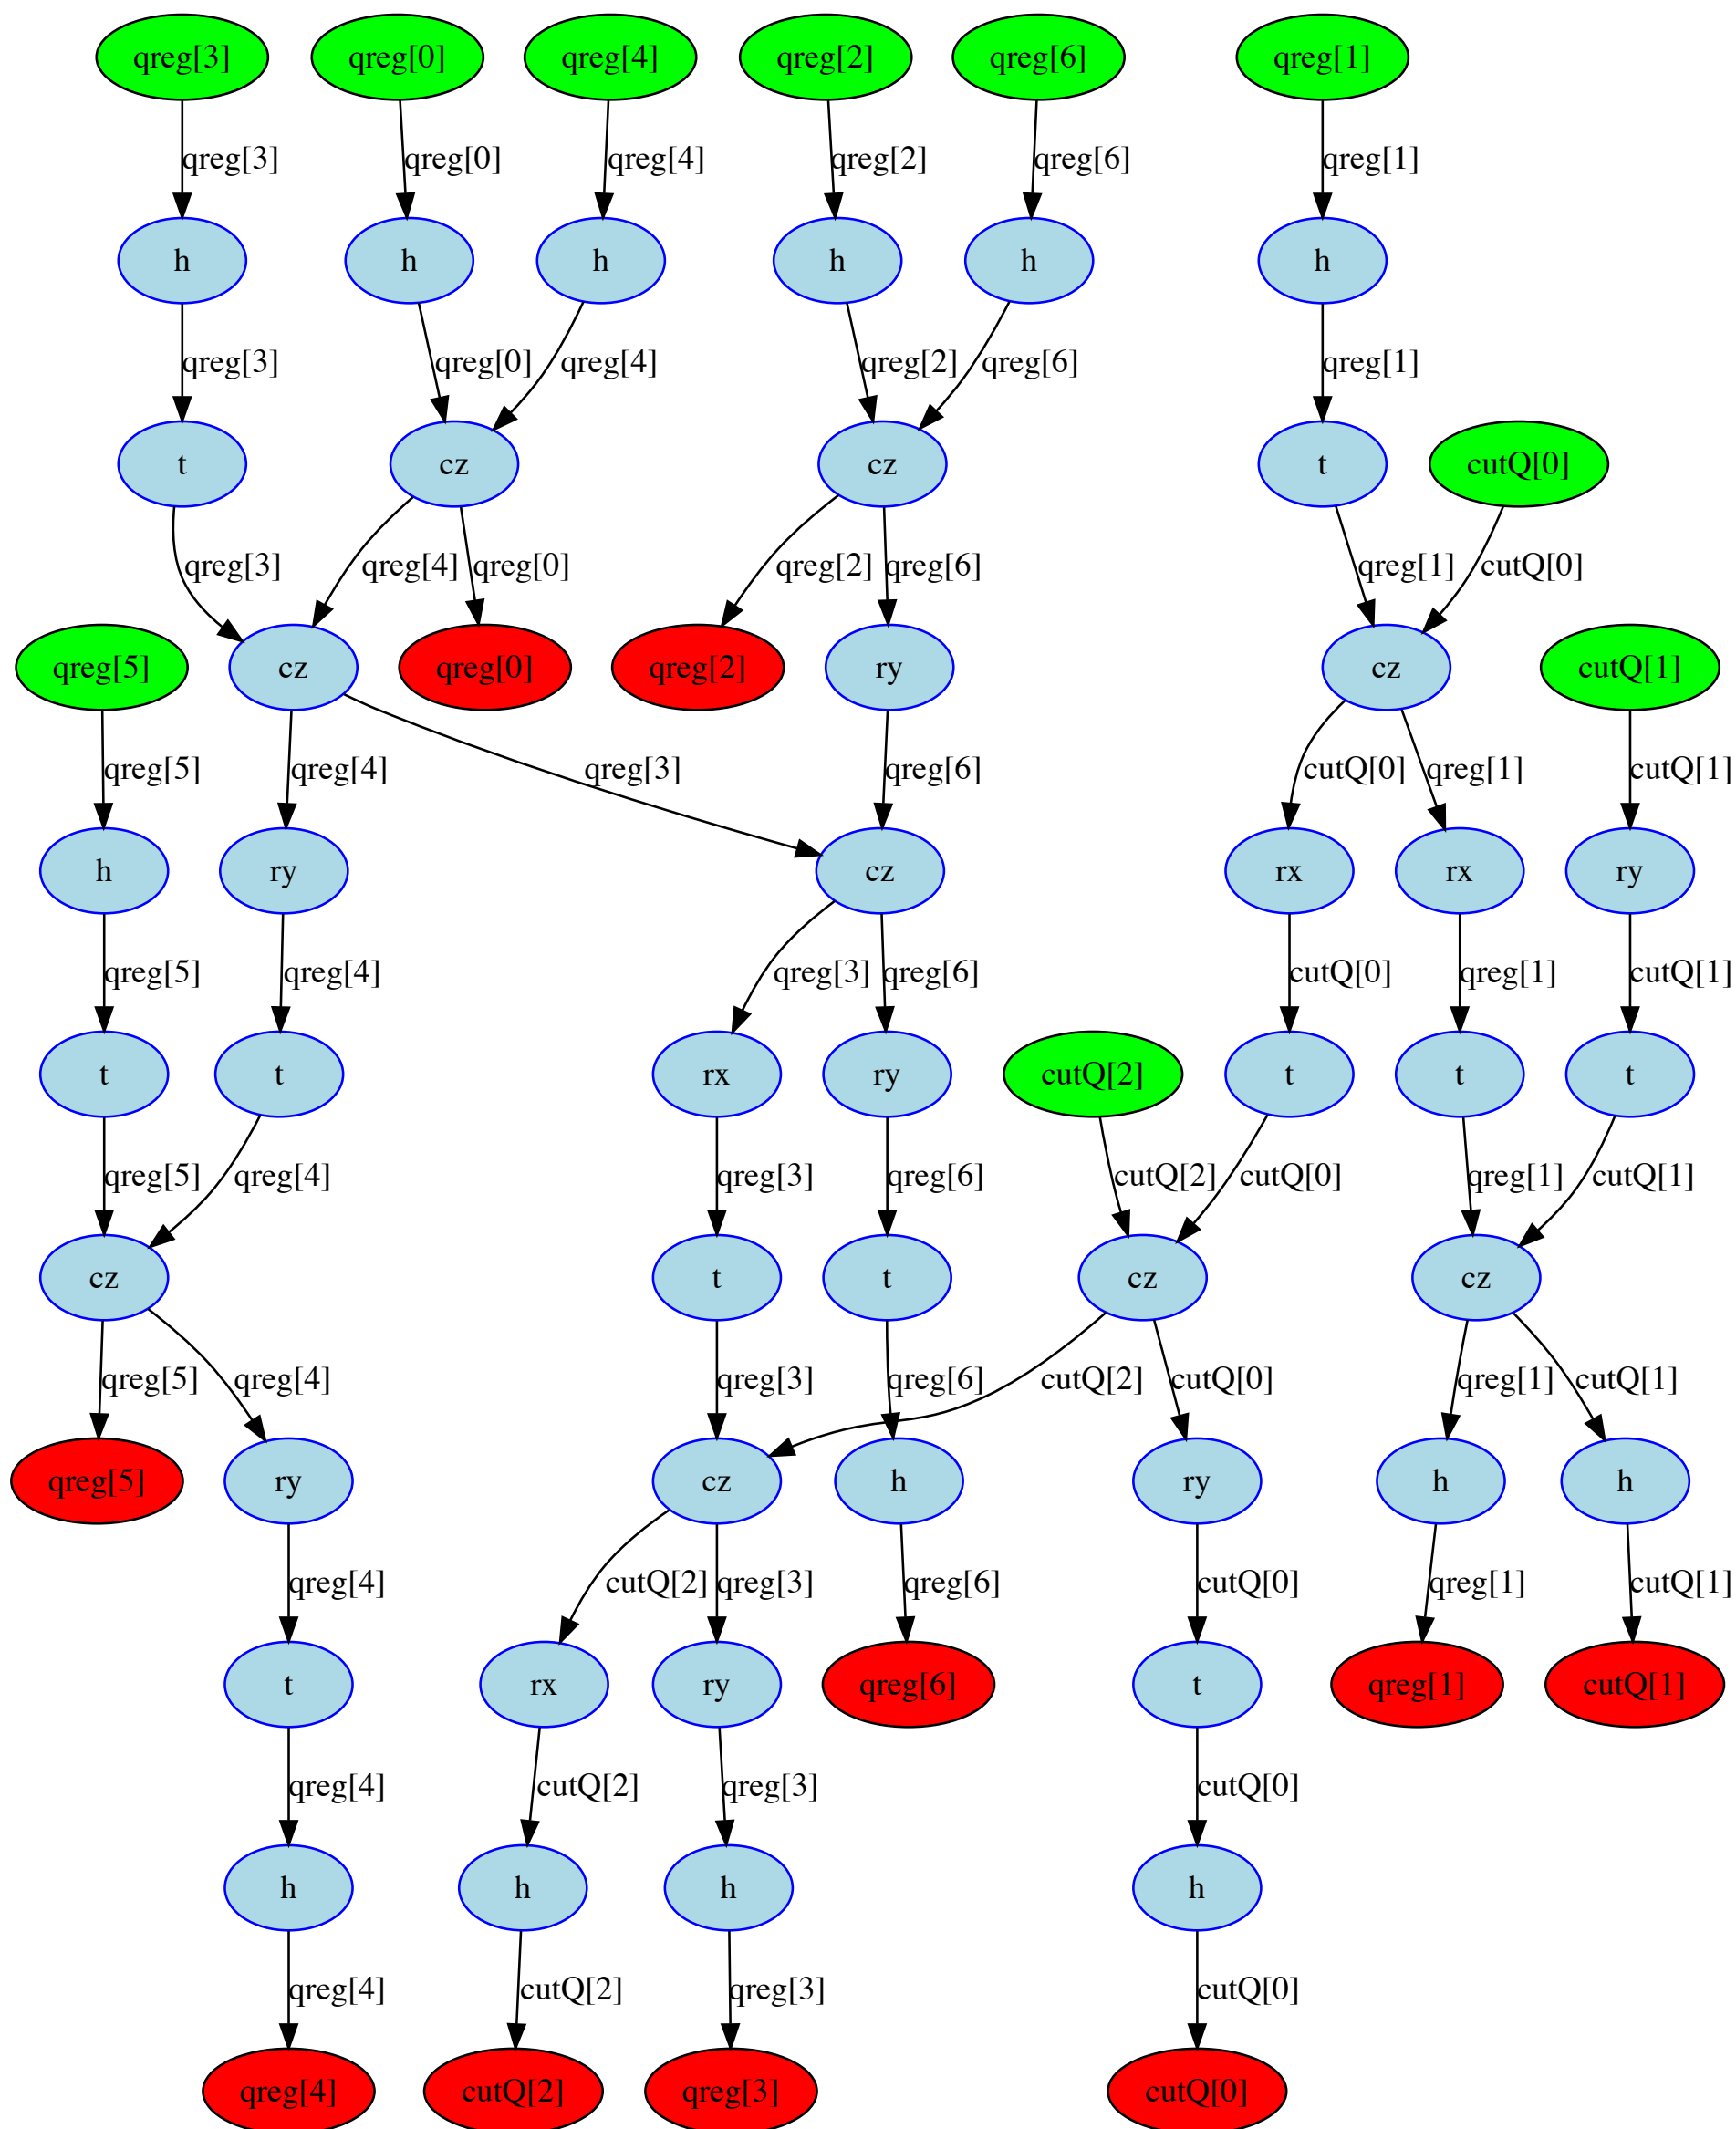 qreg[3] qreg[0] qreg[4] qreg[2] qreg[6] qreg[1]
qreg[3] qreg[0] qreg[4] qreg[2] qreg[6] qreg[1]
h h h h h h
qreg[3] qreg[0] qreg[4] qreg[2] qreg[6] qreg[1]
t cz cz t cutQ[0]
qreg[3] qreg[4] qreg[0] qreg[2] qreg[6] qreg[1] cutQ[0]
qreg[5] cz qreg[0] qreg[2] ry cz cutQ[1]
qreg[5] qreg[4] qreg[3] qreg[6] cutQ[0] qreg[1] cutQ[1]
h ry cz rx rx ry
qreg[5] qreg[4] qreg[3] qreg[6] cutQ[0] qreg[1] cutQ[1]
t t rx ry cutQ[2] t t t
qreg[5] qreg[4] qreg[3] qreg[6] cutQ[2] cutQ[0] qreg[1] cutQ[1]
cz t t cz cz
qreg[5] qreg[4] qreg[3] qreg[6] cutQ[2] cutQ[0] qreg[1] cutQ[1]
qreg[5] ry cz h ry h h
qreg[4] cutQ[2] qreg[3] qreg[6] cutQ[0] qreg[1] cutQ[1]
t rx ry qreg[6] t qreg[1] cutQ[1]
qreg[4] cutQ[2] qreg[3] cutQ[0]
h h h h
qreg[4] cutQ[2] qreg[3] cutQ[0]
qreg[4] cutQ[2] qreg[3] cutQ[0]